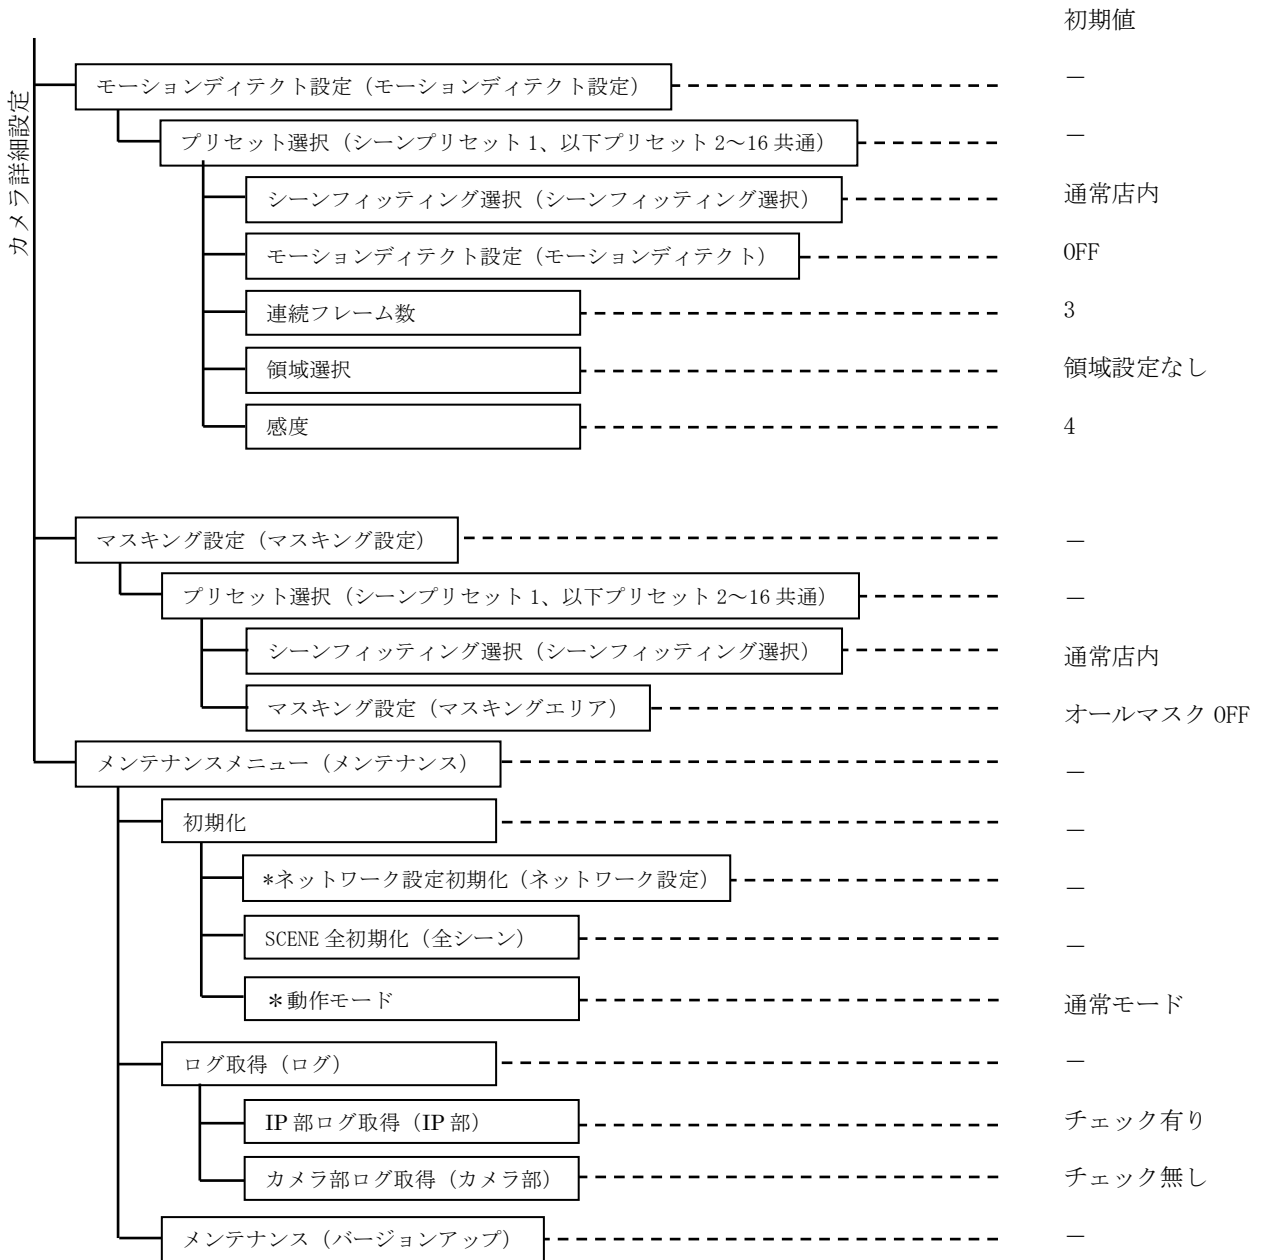 初期値
カメラ詳細設定
モーションディテクト設定（モーションディテクト設定） －
プリセット選択（シーンプリセット1、以下プリセット2～16共通） －
シーンフィッティング選択（シーンフィッティング選択） 通常店内
モーションディテクト設定（モーションディテクト） OFF
連続フレーム数 3
領域選択 領域設定なし
感度 4
マスキング設定（マスキング設定） －
プリセット選択（シーンプリセット1、以下プリセット2～16共通） －
シーンフィッティング選択（シーンフィッティング選択） 通常店内
マスキング設定（マスキングエリア） オールマスクOFF
メンテナンスメニュー（メンテナンス） －
初期化 －
*ネットワーク設定初期化（ネットワーク設定） －
SCENE全初期化（全シーン） －
＊動作モード 通常モード
ログ取得（ログ） －
IP部ログ取得（IP部） チェック有り
カメラ部ログ取得（カメラ部） チェック無し
メンテナンス（バージョンアップ） －